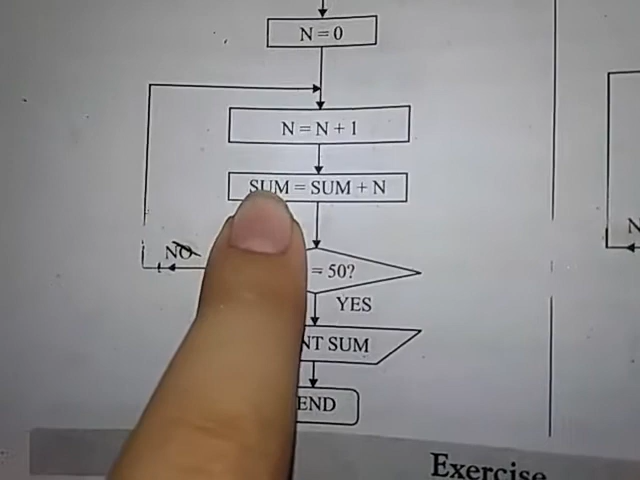 N = 0
N = N + 1
SUM = SUM + N
NO
= 50?
YES
NT SUM
END
Exercise
N